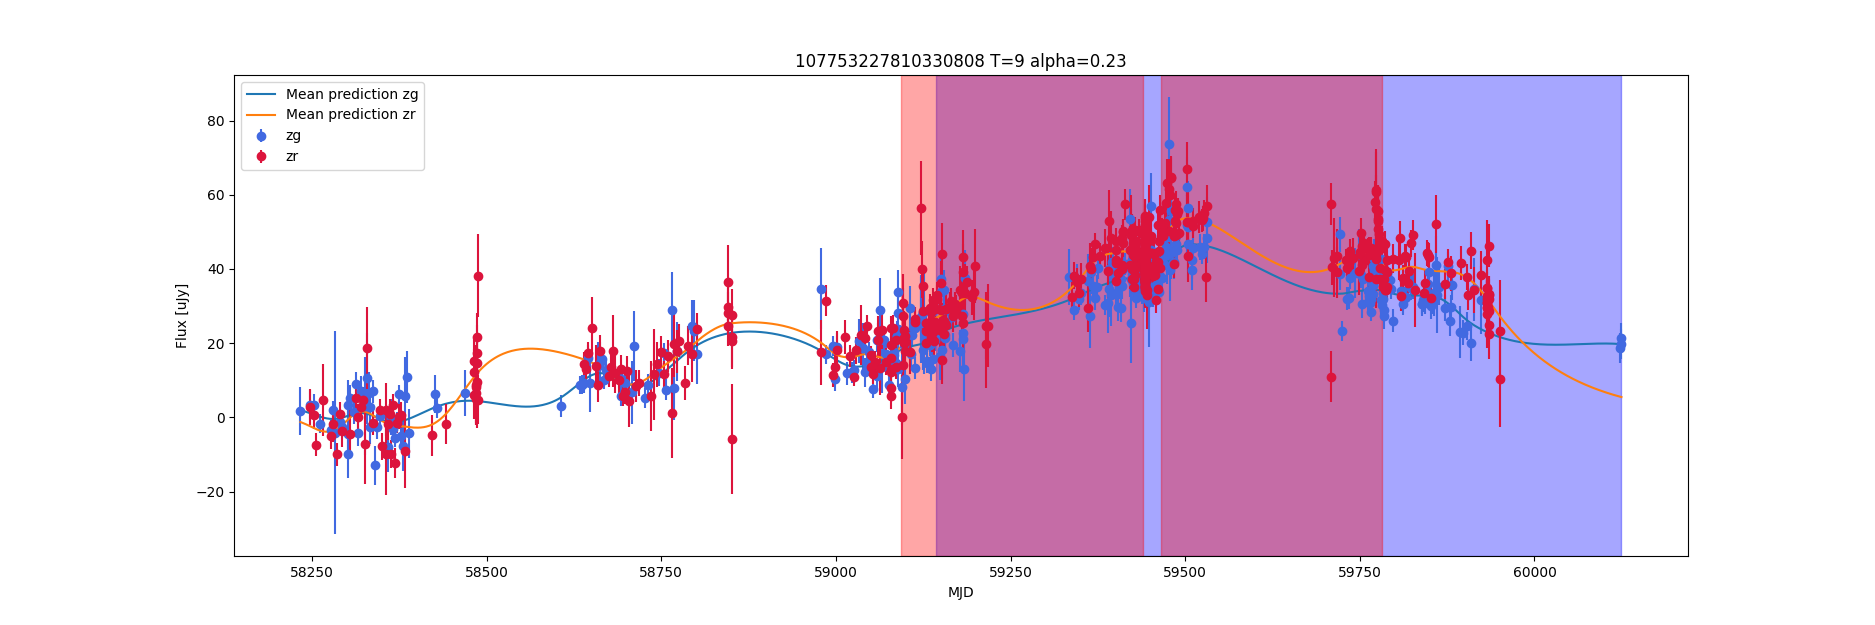 107753227810330808 T=9 alpha=0.23
Mean prediction zg
Mean prediction zr
zg
zr
Flux [uJy]
80
60
40
20
0
−20
58250 58500 58750 59000 59250 59500 59750 60000
MJD